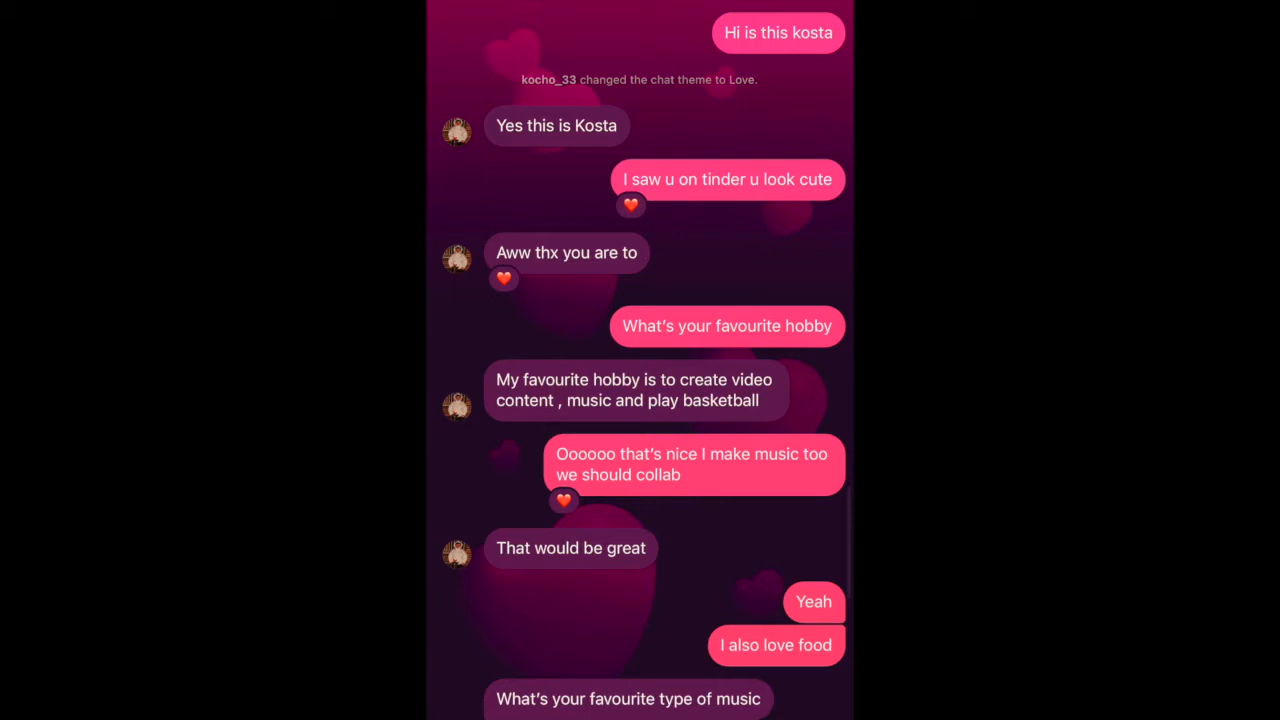 Hi is this kosta
kocho_33 changed the chat theme to Love.
Yes this is Kosta
I saw u on tinder u look cute
Aww thx you are to
What's your favourite hobby
My favourite hobby is to create video
content , music and play basketball
Oooooo that's nice I make music too
we should collab
That would be great
Yeah
I also love food
What's your favourite type of music